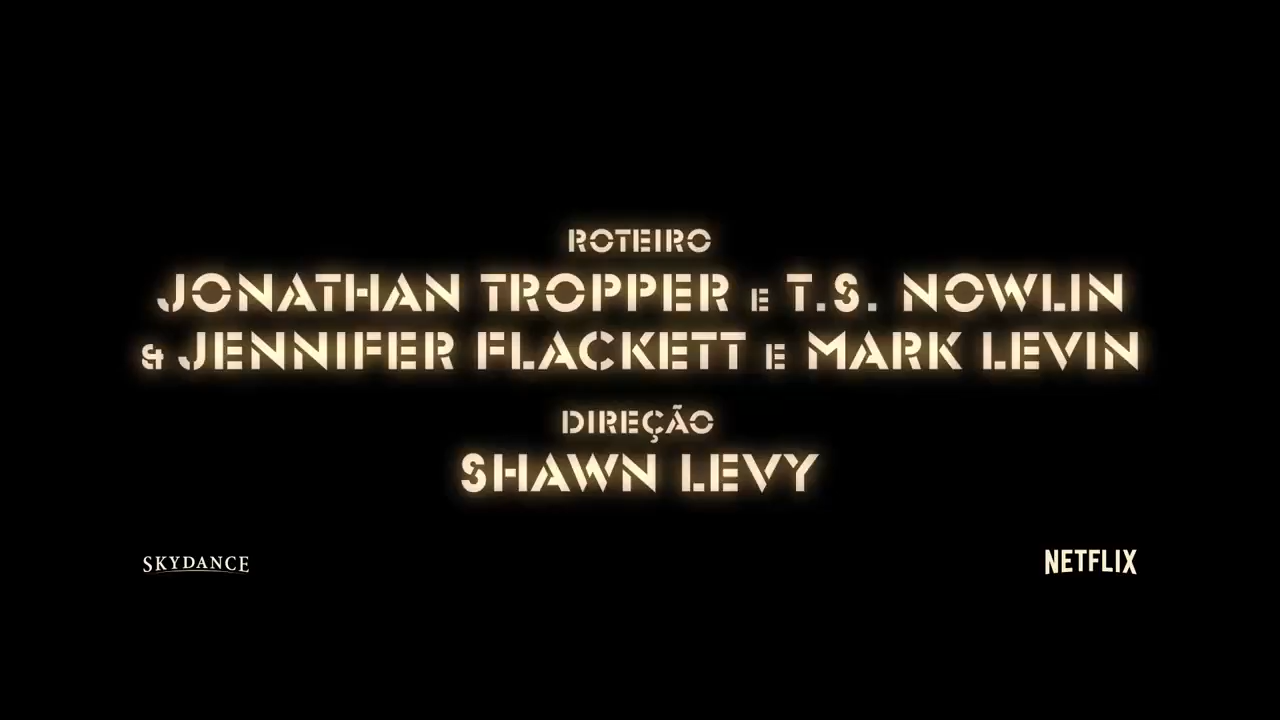 ROTEIRO
JONATHAN TROPPER E T.S. NOWLIN
& JENNIFER FLACKETT E MARK LEVIN
DIREÇÃO
SHAWN LEVY
SKYDANCE
NETFLIX